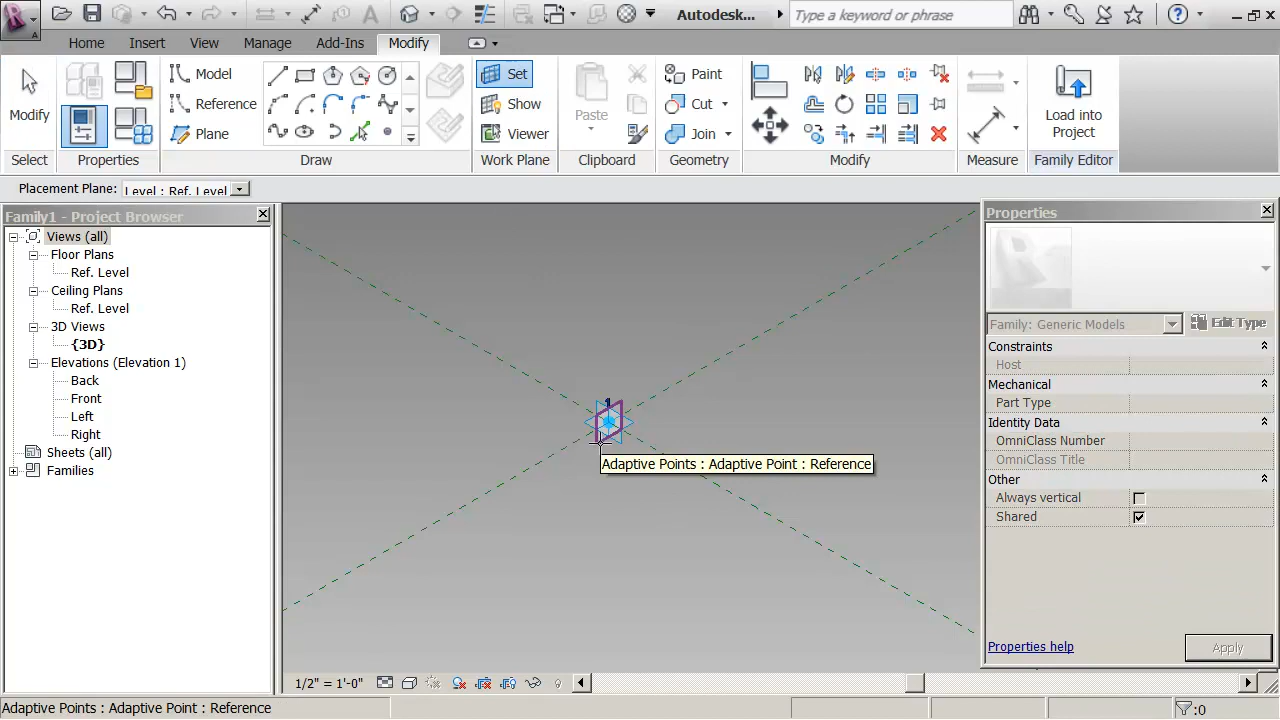 Autodesk...
Type a keyword or phrase
Home
Insert
View
Manage
Add-Ins
Modify
Modify
Select
Properties
Model
Reference
Plane
Draw
Set
Show
Viewer
Work Plane
Paste
Clipboard
Paint
Cut
Join
Geometry
Modify
Measure
Load into
Project
Family Editor
Placement Plane:
Level : Ref. Level
Family1 - Project Browser
Views (all)
Floor Plans
Ref. Level
Ceiling Plans
Ref. Level
3D Views
{3D}
Elevations (Elevation 1)
Back
Front
Left
Right
Sheets (all)
Families
1
Adaptive Points : Adaptive Point : Reference
Properties
Family: Generic Models
Edit Type
Constraints
Host
Mechanical
Part Type
Identity Data
OmniClass Number
OmniClass Title
Other
Always vertical
Shared
Properties help
Apply
1/2" = 1'-0"
Adaptive Points : Adaptive Point : Reference
:0